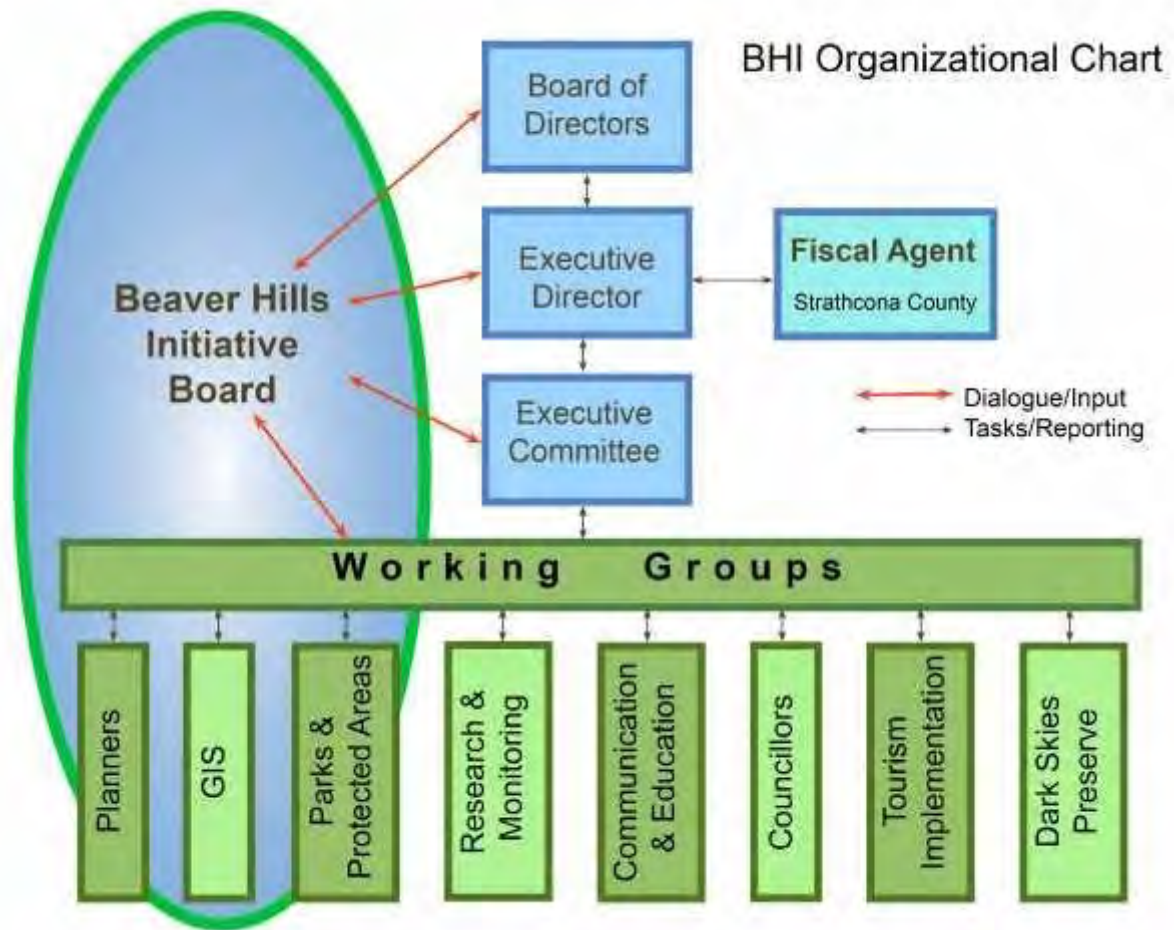 BHI Organizational Chart
Board of
Directors
Executive
Director
Fiscal Agent
Strathcona County
Beaver Hills
Initiative
Board
Executive
Committee
Dialogue/Input
Tasks/Reporting
Working Groups
Planners
GIS
Parks &
Protected Areas
Research &
Monitoring
Communication
& Education
Councillors
Tourism
Implementation
Dark Skies
Preserve